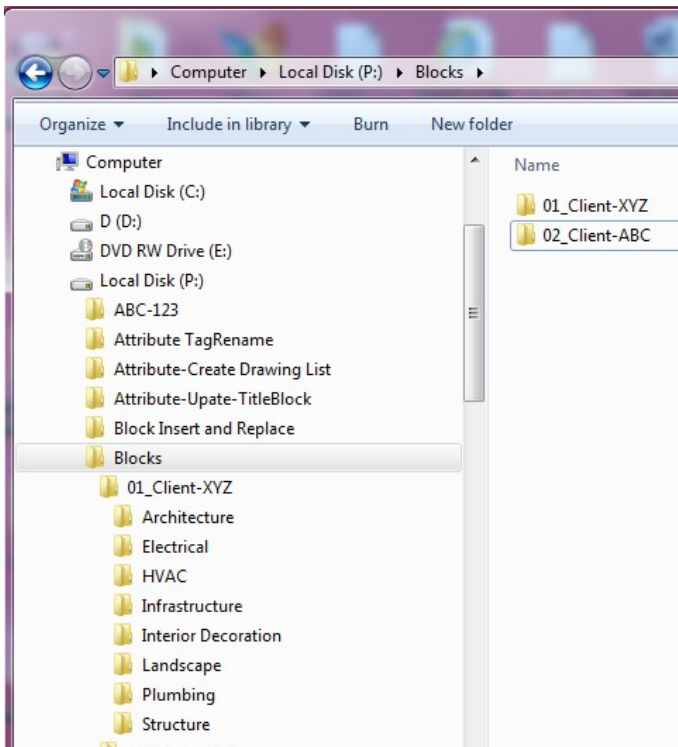 Computer Local Disk (P:) Blocks
Organize Include in library Burn New folder
Computer
Local Disk (C:)
D (D:)
DVD RW Drive (E:)
Local Disk (P:)
ABC-123
Attribute TagRename
Attribute-Create Drawing List
Attribute-Upate-TitleBlock
Block Insert and Replace
Blocks
01_Client-XYZ
Architecture
Electrical
HVAC
Infrastructure
Interior Decoration
Landscape
Plumbing
Structure
Name
01_Client-XYZ
02_Client-ABC